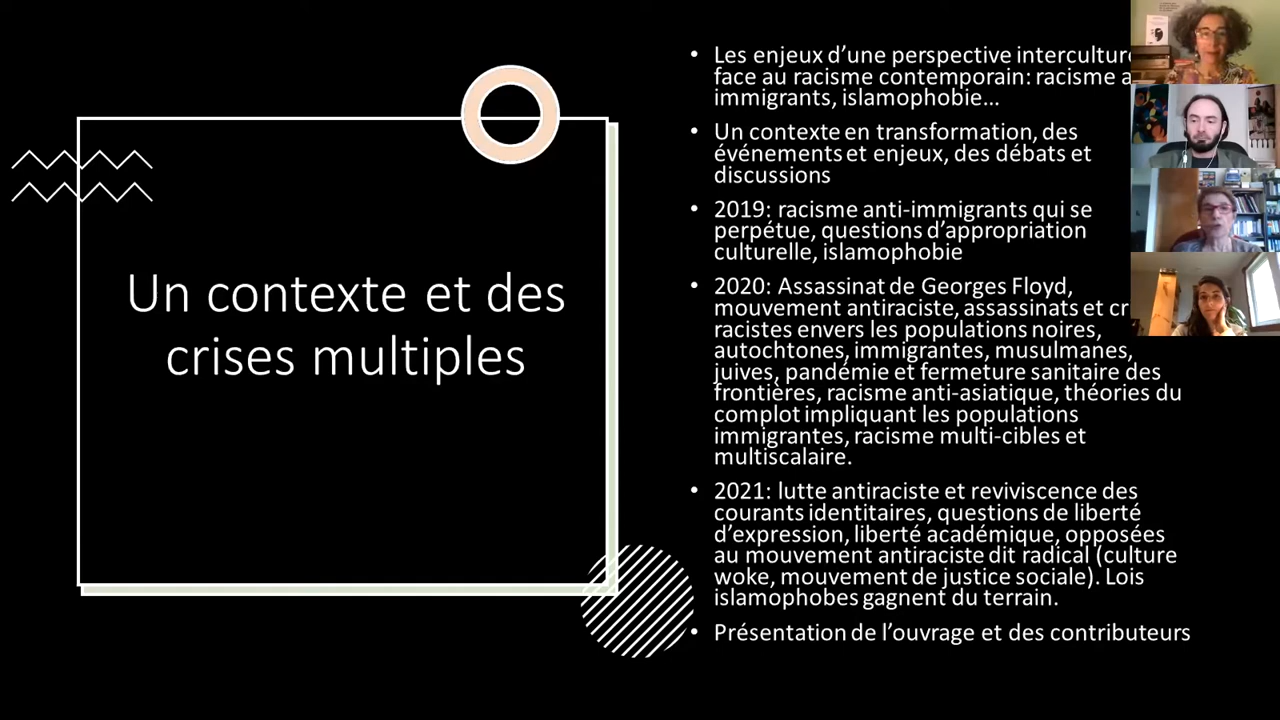 Un contexte et des
crises multiples
• Les enjeux d’une perspective
face au racisme contemporain: racisme
immigrants, islamophobie…
• Un contexte en transformation, des
événements et enjeux, des débats et
discussions
• 2019: racisme anti-immigrants qui se
perpétue, questions d’appropriation
culturelle, islamophobie
• 2020: Assassinat de Georges Floyd,
mouvement antiraciste, assassinats et
racistes envers les populations noires,
autochtones, immigrantes, musulmanes,
juives, pandémie et fermeture sanitaire des
frontières, racisme anti-asiatique, théories du
complot impliquant les populations
immigrantes, racisme multi-cibles et
multiscalaire.
• 2021: lutte antiraciste et reviviscence des
courants identitaires, questions de liberté
d’expression, liberté académique, opposées
au mouvement antiraciste dit radical (culture
woke, mouvement de justice sociale). Lois
islamophobes gagnent du terrain.
• Présentation de l’ouvrage et des contributeurs